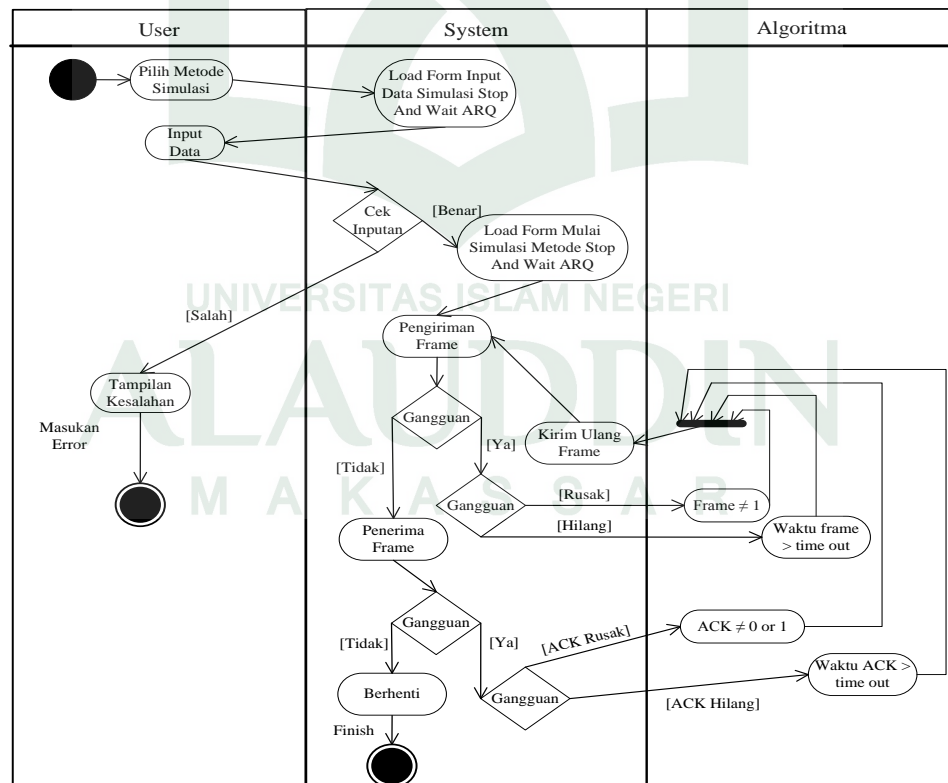 User
System
Algoritma
Pilih Metode
Simulasi
Load Form Input
Data Simulasi Stop
And Wait ARQ
Input
Data
Cek
Inputan
[Benar]
Load Form Mulai
Simulasi Metode Stop
And Wait ARQ
UNIVERSITAS ISLAM NEGERI
[Salah]
Pengiriman
Frame
ALAUDDIN
Tampilan
Kesalahan
Masukan
Error
Gangguan
[Ya]
Kirim Ulang
Frame
[Tidak]
MAKASSAR
Gangguan
[Rusak]
Frame ≠ 1
[Hilang]
Waktu frame
> time out
Penerima
Frame
Gangguan
[Tidak]
[Ya]
[ACK Rusak]
ACK ≠ 0 or 1
Gangguan
[ACK Hilang]
Waktu ACK >
time out
Berhenti
Finish